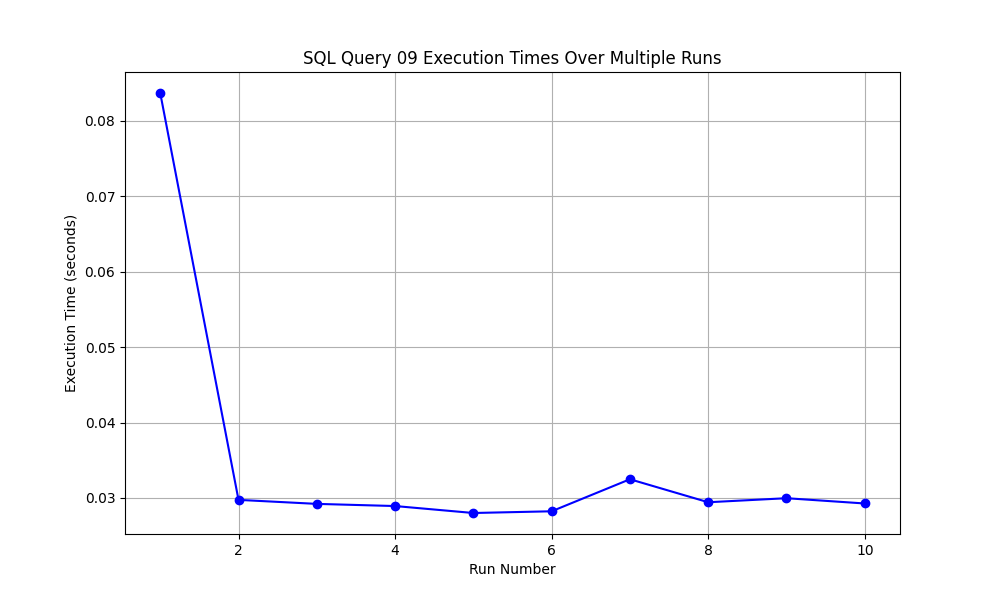 SQL Query 09 Execution Times Over Multiple Runs
0.08
0.07
0.06
0.05
0.04
0.03
Execution Time (seconds)
2 4 6 8 10
Run Number